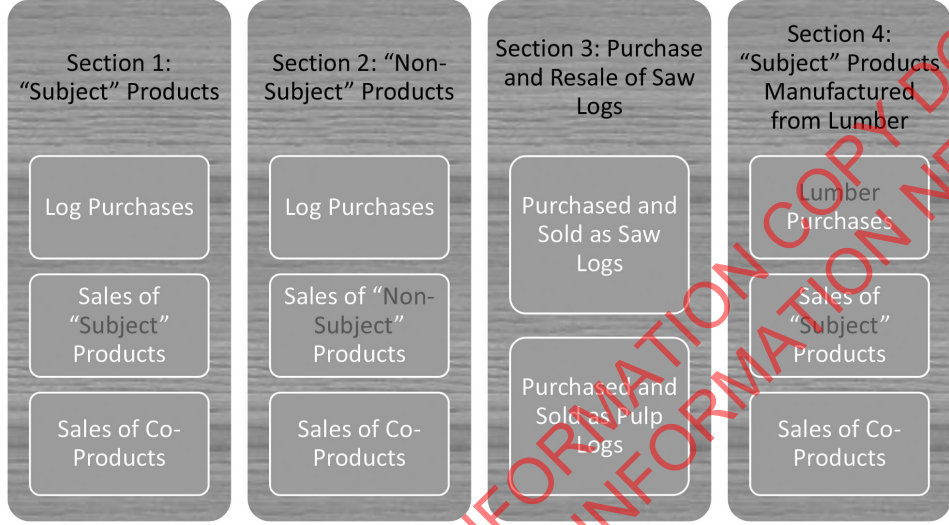 Section 1:
“Subject” Products
Log Purchases
Sales of
“Subject”
Products
Sales of Co-
Products
Section 2: “Non-
Subject” Products
Log Purchases
Sales of “Non-
Subject”
Products
Sales of Co-
Products
Section 3: Purchase
and Resale of Saw
Logs
Purchased and
Sold as Saw
Logs
Purchased and
Sold as Pulp
Logs
Section 4:
“Subject” Products
Manufactured
from Lumber
Lumber
Purchases
Sales of
“Subject”
Products
Sales of Co-
Products
INFORMATION COPY
INFORMATION